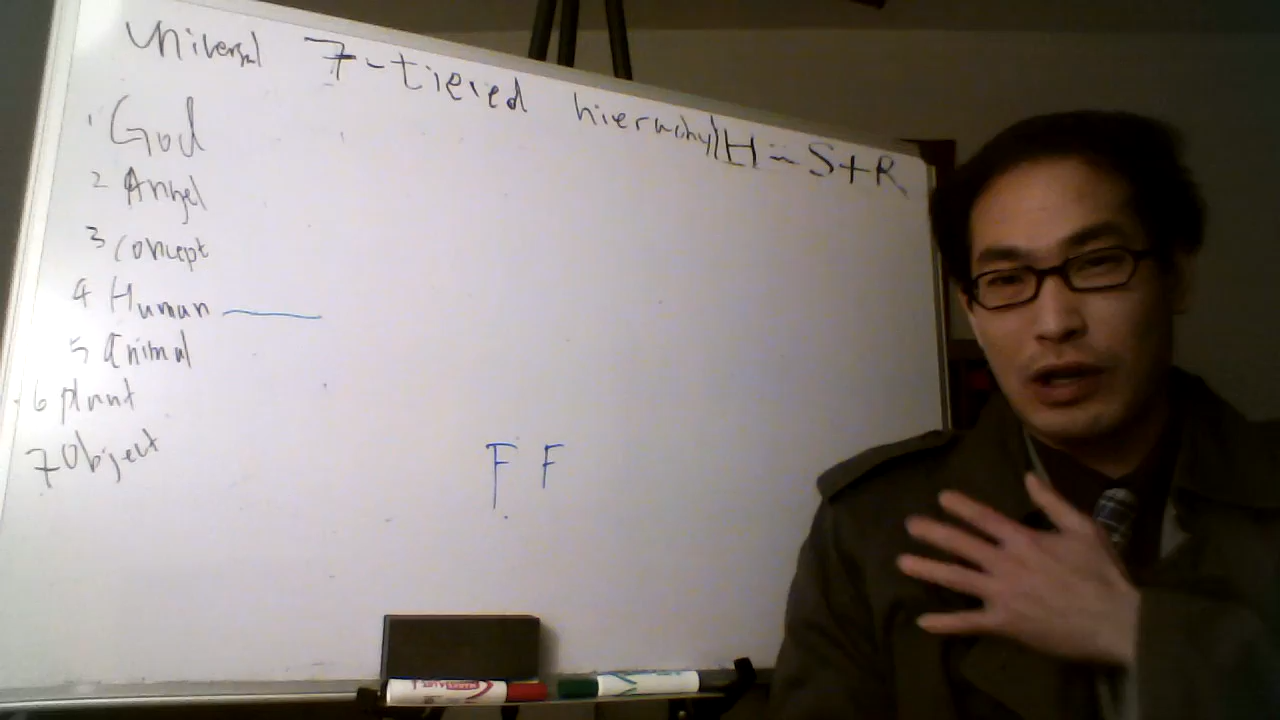 Universal 7-tiered hierarchy) H = S+R
1 God
2 Angel
3 concept
4 Human
5 Animal
6 plant
7 Object
F F